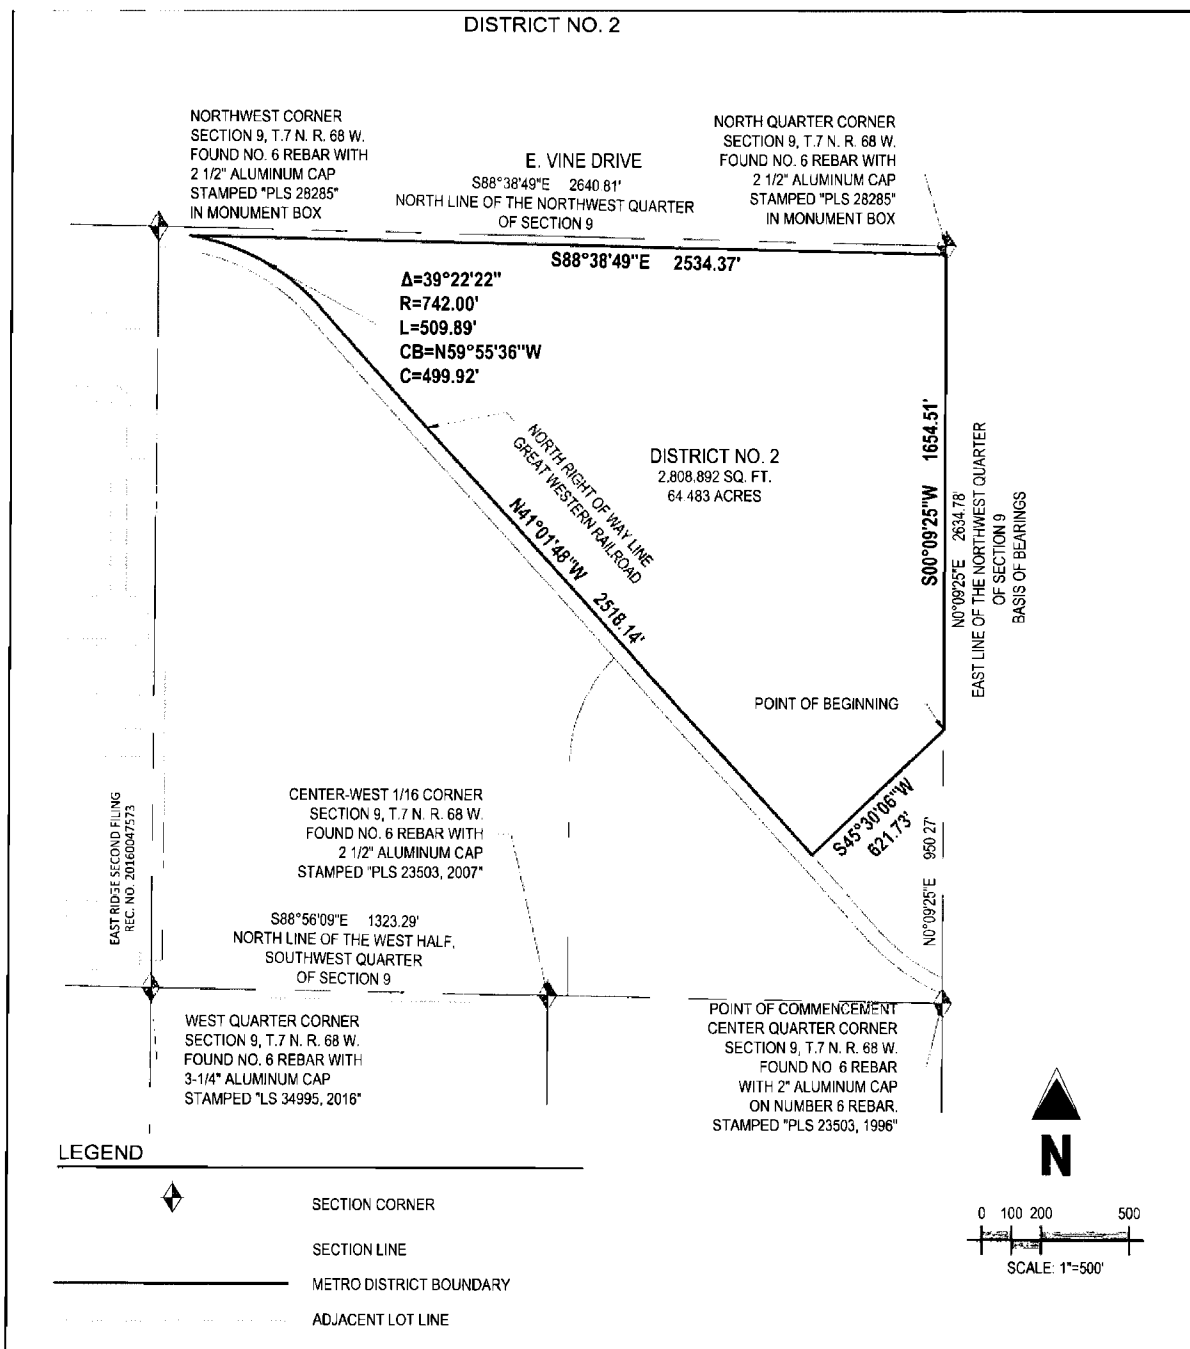 DISTRICT NO. 2
NORTHWEST CORNER
SECTION 9, T.7 N. R. 68 W.
FOUND NO. 6 REBAR WITH
2 1/2" ALUMINUM CAP
STAMPED "PLS 28285"
IN MONUMENT BOX
E. VINE DRIVE
S88°38'49"E 2640 81'
NORTH LINE OF THE NORTHWEST QUARTER
OF SECTION 9
NORTH QUARTER CORNER
SECTION 9, T.7 N. R. 68 W.
FOUND NO. 6 REBAR WITH
2 1/2" ALUMINUM CAP
STAMPED "PLS 28285"
IN MONUMENT BOX
S88°38'49"E 2534.37'
Δ=39°22'22"
R=742.00'
L=509.89'
CB=N59°55'36"W
C=499.92'
NORTH RIGHT OF WAY LINE
GREAT WESTERN RAILROAD
N41°01'48"W 2518.14'
DISTRICT NO. 2
2.808.892 SQ. FT.
64 483 ACRES
S00°09'25"W 1654.51'
N0°09'25"E 2634.78'
EAST LINE OF THE NORTHWEST QUARTER
OF SECTION 9
BASIS OF BEARINGS
POINT OF BEGINNING
S45°30'06"W
621.73'
N0°09'25"E 950 27'
EAST RIDGE SECOND FILING
REC. NO. 20160047573
CENTER-WEST 1/16 CORNER
SECTION 9, T.7 N. R. 68 W.
FOUND NO. 6 REBAR WITH
2 1/2" ALUMINUM CAP
STAMPED "PLS 23503, 2007"
S88°56'09"E 1323.29'
NORTH LINE OF THE WEST HALF,
SOUTHWEST QUARTER
OF SECTION 9
WEST QUARTER CORNER
SECTION 9, T.7 N. R. 68 W.
FOUND NO. 6 REBAR WITH
3-1/4" ALUMINUM CAP
STAMPED "LS 34995, 2016"
POINT OF COMMENCEMENT
CENTER QUARTER CORNER
SECTION 9, T.7 N. R. 68 W.
FOUND NO 6 REBAR
WITH 2" ALUMINUM CAP
ON NUMBER 6 REBAR.
STAMPED "PLS 23503, 1996"
LEGEND
SECTION CORNER
SECTION LINE
METRO DISTRICT BOUNDARY
ADJACENT LOT LINE
N
0 100 200 500
SCALE: 1"=500'